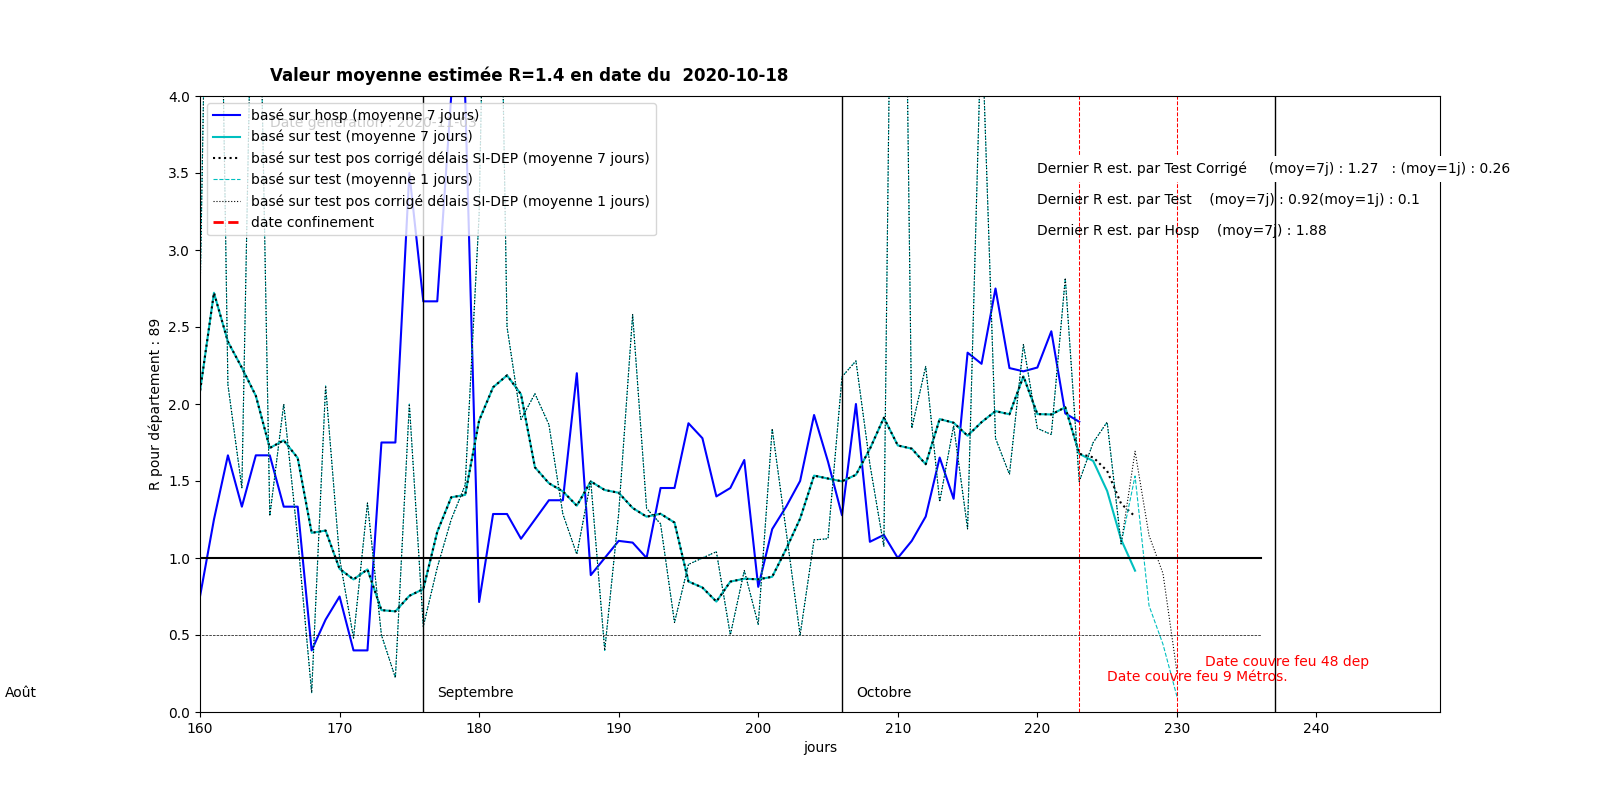 Valeur moyenne estimée R=1.4 en date du  2020-10-18
4.0
3.5
3.0
2.5
2.0
1.5
1.0
0.5
0.0
R pour département : 89
basé sur hosp (moyenne 7 jours)
Date génération : 2020-
basé sur test (moyenne 7 jours)
basé sur test pos corrigé délais SI-DEP (moyenne 7 jours)
basé sur test (moyenne 1 jours)
basé sur test pos corrigé délais SI-DEP (moyenne 1 jours)
date confinement
Dernier R est. par Test Corrigé     (moy=7j) : 1.27   : (moy=1j) : 0.26
Dernier R est. par Test    (moy=7j) : 0.92(moy=1j) : 0.1
Dernier R est. par Hosp    (moy=7j) : 1.88
Date couvre feu 48 dep
Date couvre feu 9 Métros.
Août
Septembre
Octobre
160 170 180 190 200 210 220 230 240
jours